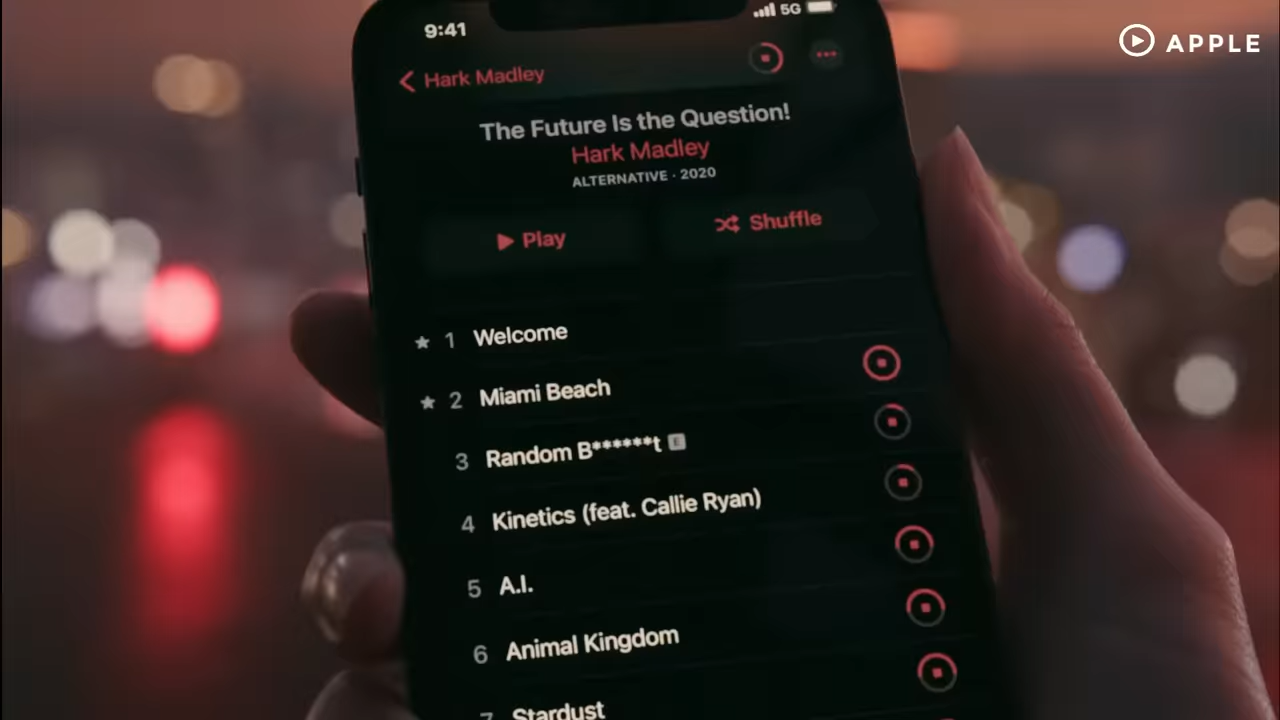 9:41
5G
APPLE
Hark Madley
The Future Is the Question!
Hark Madley
ALTERNATIVE · 2020
Play
Shuffle
★ 1 Welcome
★ 2 Miami Beach
3 Random B******t E
4 Kinetics (feat. Callie Ryan)
5 A.I.
6 Animal Kingdom
7 Stardust